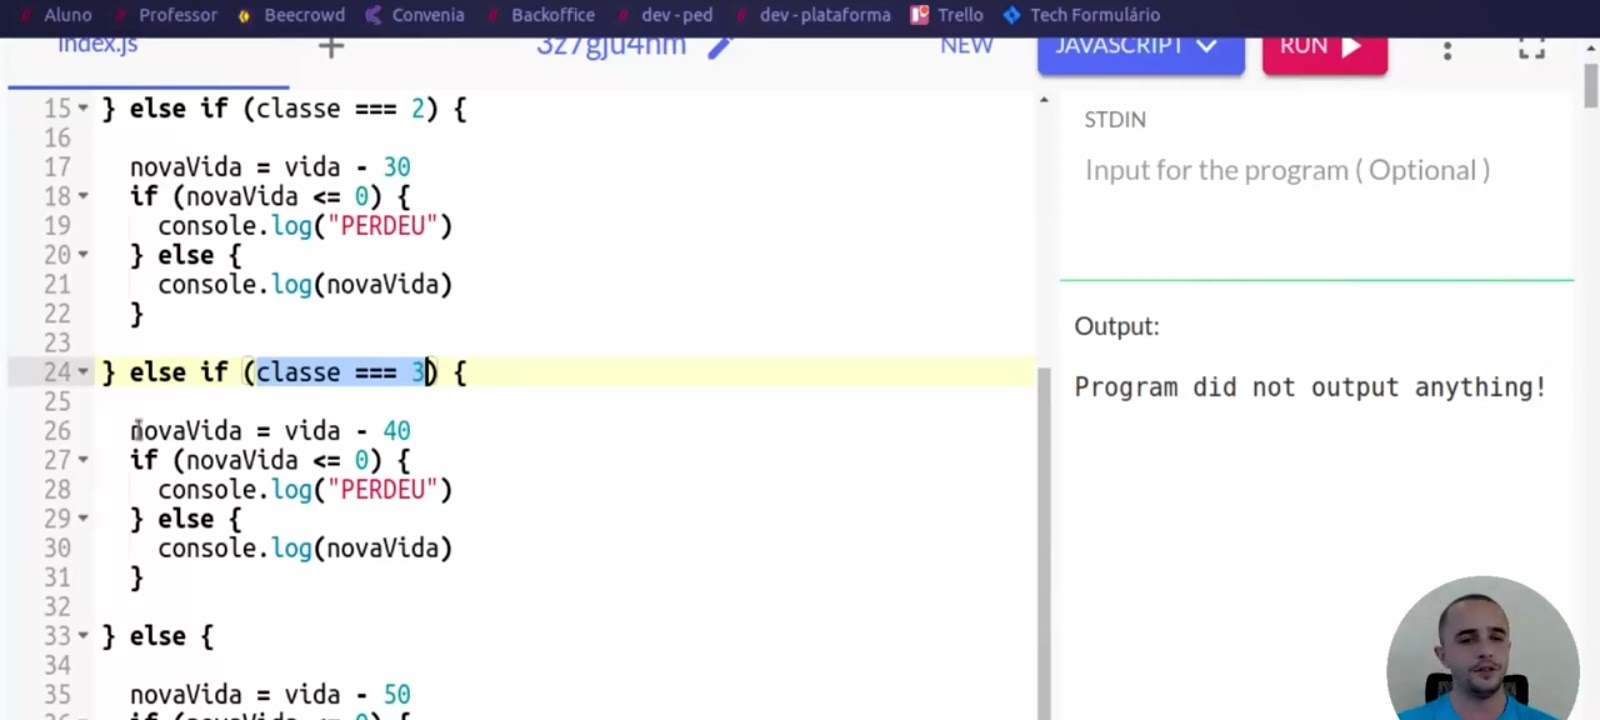 Aluno Professor Beecrowd Convenia Backoffice dev-ped dev-plataforma Trello Tech Formulário
Index.js + 3z7gju4nm NEW JAVASCRIPT RUN
15 } else if (classe === 2) {
16
17 novaVida = vida - 30
18 if (novaVida <= 0) {
19 console.log("PERDEU")
20 } else {
21 console.log(novaVida)
22 }
23
24 } else if (classe === 3) {
25
26 novaVida = vida - 40
27 if (novaVida <= 0) {
28 console.log("PERDEU")
29 } else {
30 console.log(novaVida)
31 }
32
33 } else {
34
35 novaVida = vida - 50
STDIN
Input for the program ( Optional )
Output:
Program did not output anything!